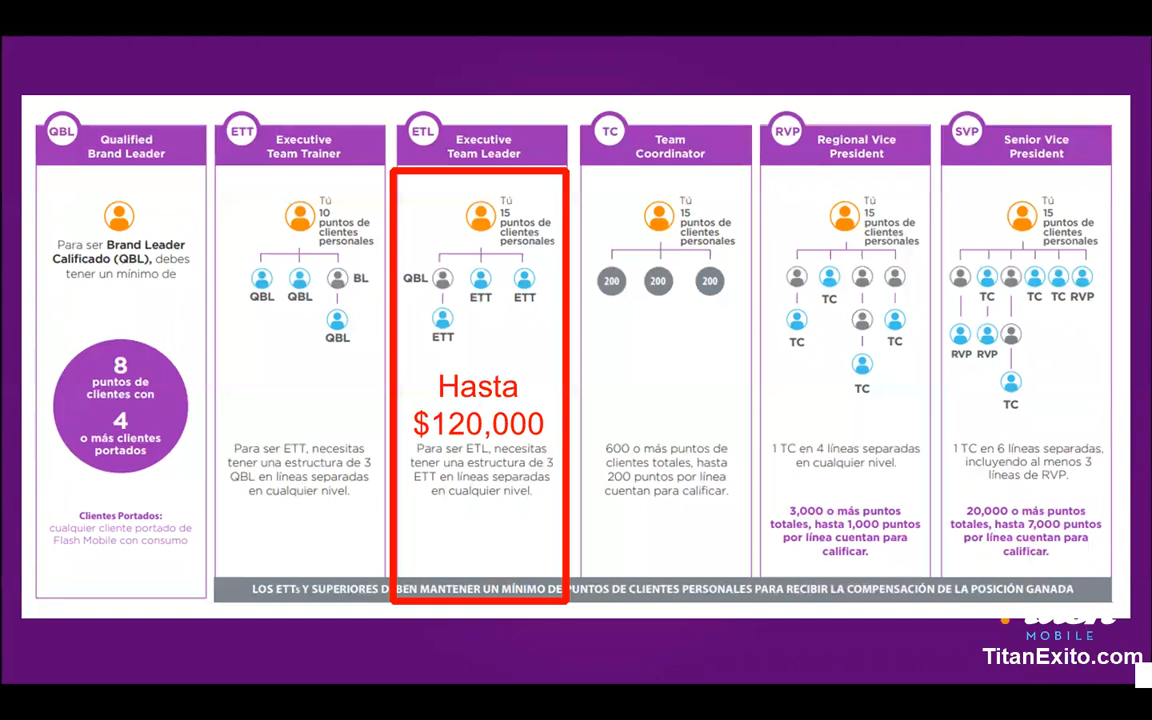 QBL
Qualified
Brand Leader
Para ser Brand Leader
Calificado (QBL), debes
tener un mínimo de
8
puntos de
clientes con
4
o más clientes
portados
Clientes Portados:
cualquier cliente portado de
Flash Mobile con consumo
ETT
Executive
Team Trainer
Tú
10
puntos de
clientes
personales
BL
QBL
QBL
QBL
Para ser ETT, necesitas
tener una estructura de 3
QBL en líneas separadas
en cualquier nivel.
ETL
Executive
Team Leader
Tú
15
puntos de
clientes
personales
QBL
ETT
ETT
ETT
Hasta
$120,000
Para ser ETL, necesitas
tener una estructura de 3
ETT en líneas separadas
en cualquier nivel.
TC
Team
Coordinator
Tú
15
puntos de
clientes
personales
200
200
200
600 o más puntos de
clientes totales, hasta
200 puntos por línea
cuentan para calificar.
RVP
Regional Vice
President
Tú
15
puntos de
clientes
personales
TC
TC
TC
TC
1 TC en 4 líneas separadas
en cualquier nivel.
3,000 o más puntos
totales, hasta 1,000 puntos
por línea cuentan para
calificar.
SVP
Senior Vice
President
Tú
15
puntos de
clientes
personales
TC
TC
TC
RVP
RVP
RVP
TC
1 TC en 6 líneas separadas,
incluyendo al menos 3
líneas de RVP.
20,000 o más puntos
totales, hasta 7,000 puntos
por línea cuentan para
calificar.
LOS ETTs Y SUPERIORES DEBEN MANTENER UN MÍNIMO DE PUNTOS DE CLIENTES PERSONALES PARA RECIBIR LA COMPENSACIÓN DE LA POSICIÓN GANADA
MOBILE
TitanExito.com